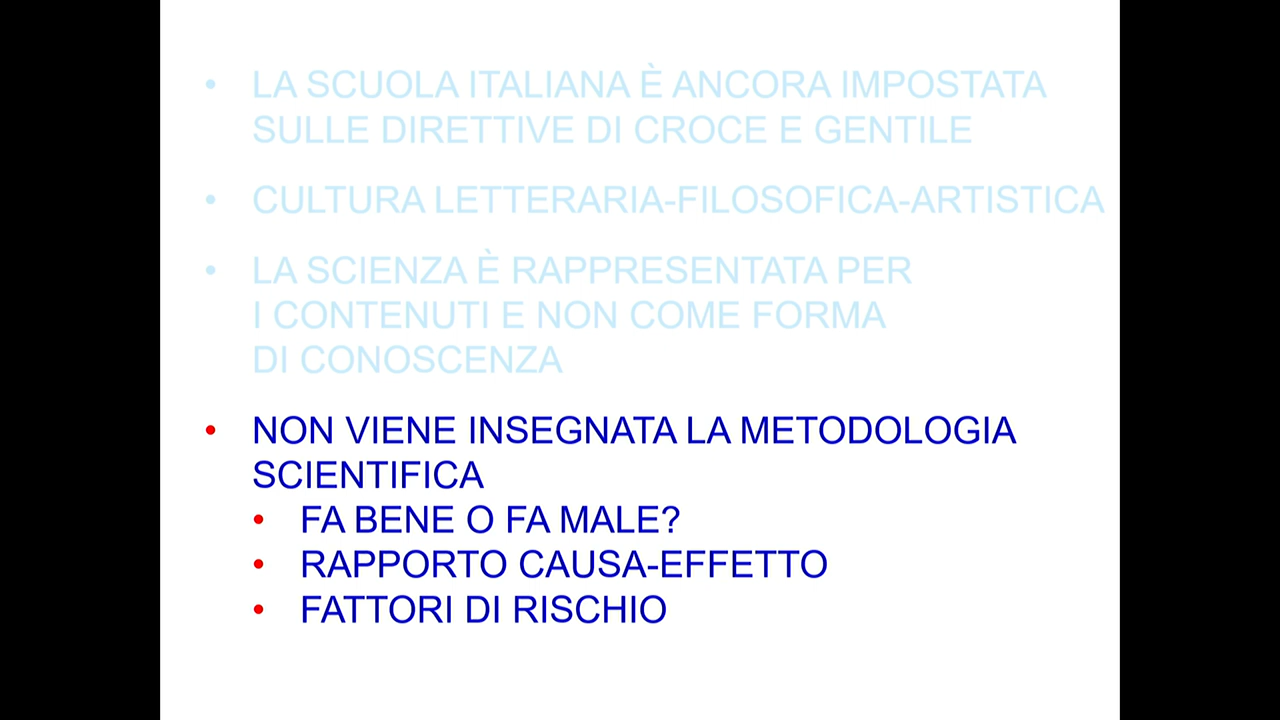 • LA SCUOLA ITALIANA È ANCORA IMPOSTATA
SULLE DIRETTIVE DI CROCE E GENTILE
• CULTURA LETTERARIA-FILOSOFICA-ARTISTICA
• LA SCIENZA È RAPPRESENTATA PER
I CONTENUTI E NON COME FORMA
DI CONOSCENZA
• NON VIENE INSEGNATA LA METODOLOGIA
SCIENTIFICA
• FA BENE O FA MALE?
• RAPPORTO CAUSA-EFFETTO
• FATTORI DI RISCHIO